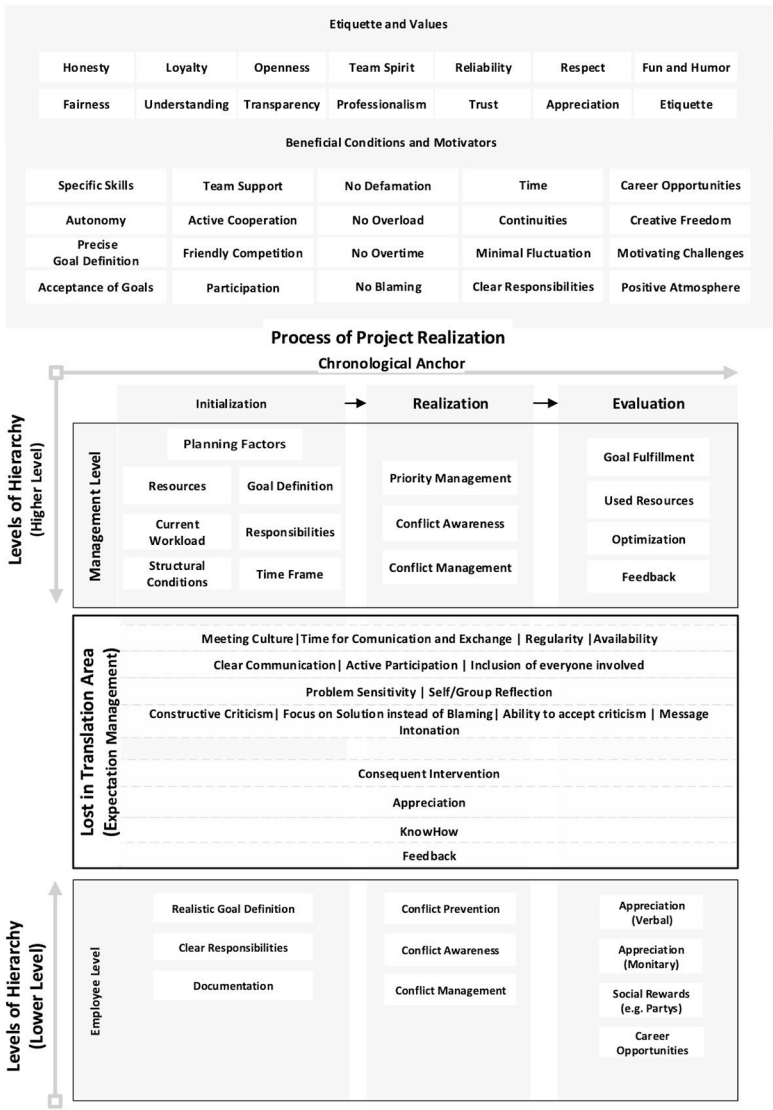 Etiquette and Values
Honesty Loyalty Openness Team Spirit Reliability Respect Fun and Humor
Fairness Understanding Transparency Professionalism Trust Appreciation Etiquette
Beneficial Conditions and Motivators
Specific Skills Team Support No Defamation Time Career Opportunities
Autonomy Active Cooperation No Overload Continuities Creative Freedom
Precise
Goal Definition Friendly Competition No Overtime Minimal Fluctuation Motivating Challenges
Acceptance of Goals Participation No Blaming Clear Responsibilities Positive Atmosphere
Process of Project Realization
Chronological Anchor
Initialization Realization Evaluation
Levels of Hierarchy
(Higher Level)
Management Level
Planning Factors
Resources Goal Definition
Current
Workload
Responsibilities
Structural
Conditions
Time Frame
Priority Management
Conflict Awareness
Conflict Management
Goal Fulfillment
Used Resources
Optimization
Feedback
Lost in Translation Area
(Expectation Management)
Meeting Culture|Time for Comunication and Exchange | Regularity |Availability
Clear Communication| Active Participation | Inclusion of everyone involved
Problem Sensitivity | Self/Group Reflection
Constructive Criticism| Focus on Solution instead of Blaming| Ability to accept criticism | Message
Intonation
Consequent Intervention
Appreciation
KnowHow
Feedback
Levels of Hierarchy
(Lower Level)
Employee Level
Realistic Goal Definition
Clear Responsibilities
Documentation
Conflict Prevention
Conflict Awareness
Conflict Management
Appreciation
(Verbal)
Appreciation
(Monitary)
Social Rewards
(e.g. Partys)
Career
Opportunities